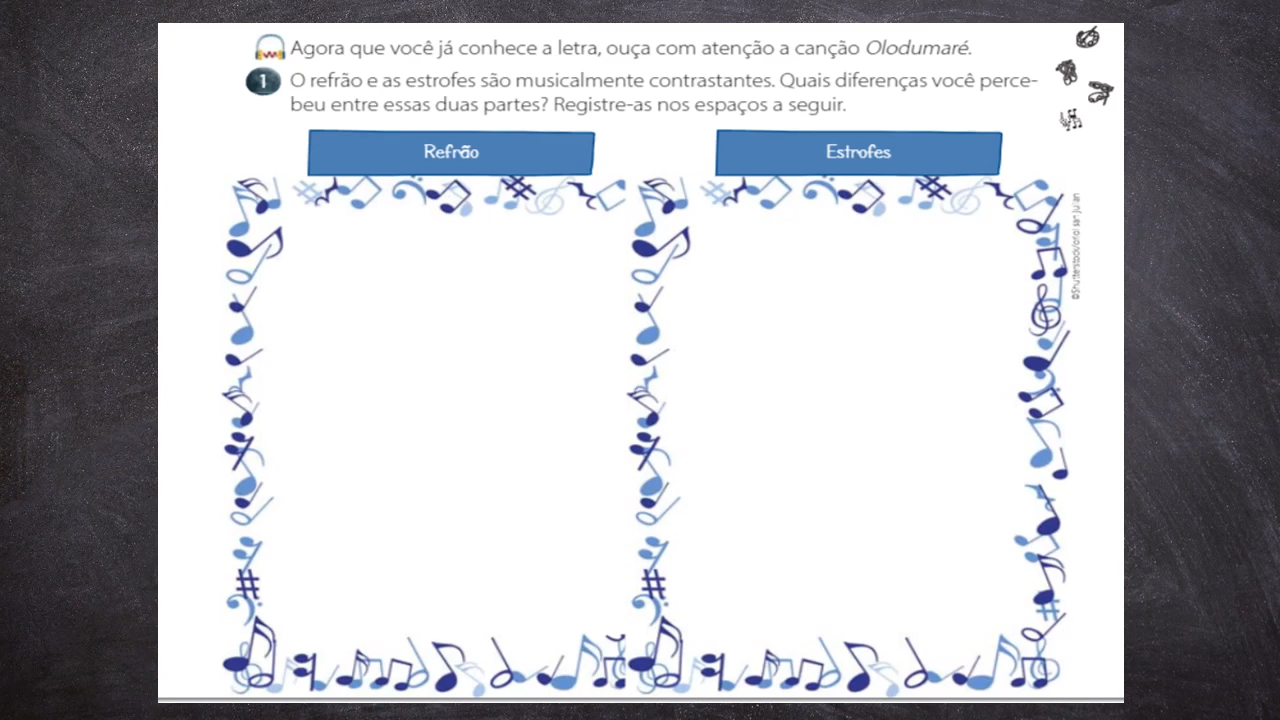 Agora que você já conhece a letra, ouça com atenção a canção Olodumaré.
1 O refrão e as estrofes são musicalmente contrastantes. Quais diferenças você perce-
beu entre essas duas partes? Registre-as nos espaços a seguir.
Refrão
Estrofes